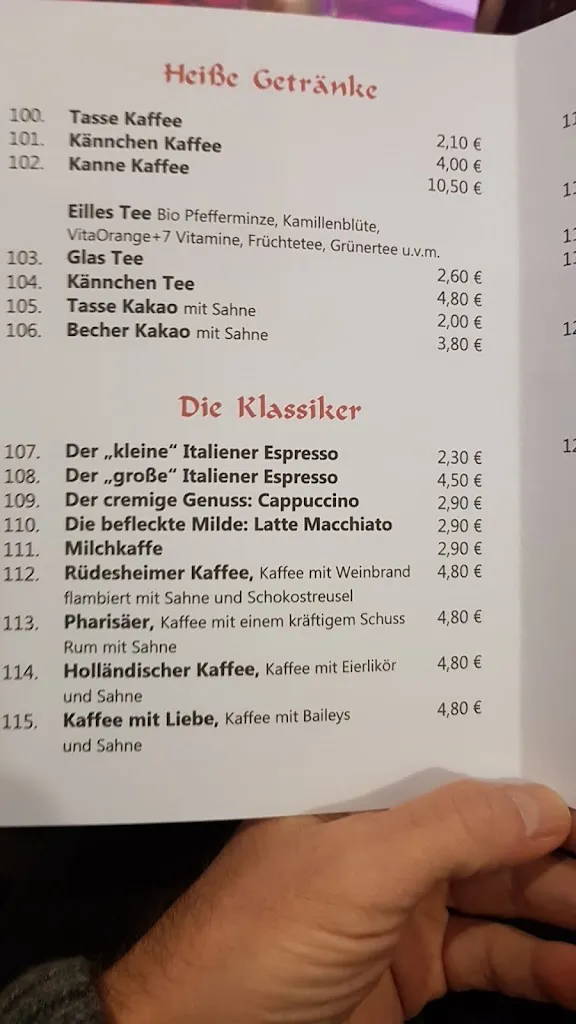 Heiße Getränke
100. Tasse Kaffee 2,10 €
101. Kännchen Kaffee 4,00 €
102. Kanne Kaffee 10,50 €
Eilles Tee Bio Pfefferminze, Kamillenblüte,
VitaOrange+7 Vitamine, Früchtetee, Grünertee u.v.m.
103. Glas Tee 2,60 €
104. Kännchen Tee 4,80 €
105. Tasse Kakao mit Sahne 2,00 €
106. Becher Kakao mit Sahne 3,80 €
Die Klassiker
107. Der „kleine“ Italiener Espresso 2,30 €
108. Der „große“ Italiener Espresso 4,50 €
109. Der cremige Genuss: Cappuccino 2,90 €
110. Die befleckte Milde: Latte Macchiato 2,90 €
111. Milchkaffe 2,90 €
112. Rüdesheimer Kaffee, Kaffee mit Weinbrand 4,80 €
flambiert mit Sahne und Schokostreusel
113. Pharisäer, Kaffee mit einem kräftigem Schuss 4,80 €
Rum mit Sahne
114. Holländischer Kaffee, Kaffee mit Eierlikör 4,80 €
und Sahne
115. Kaffee mit Liebe, Kaffee mit Baileys 4,80 €
und Sahne